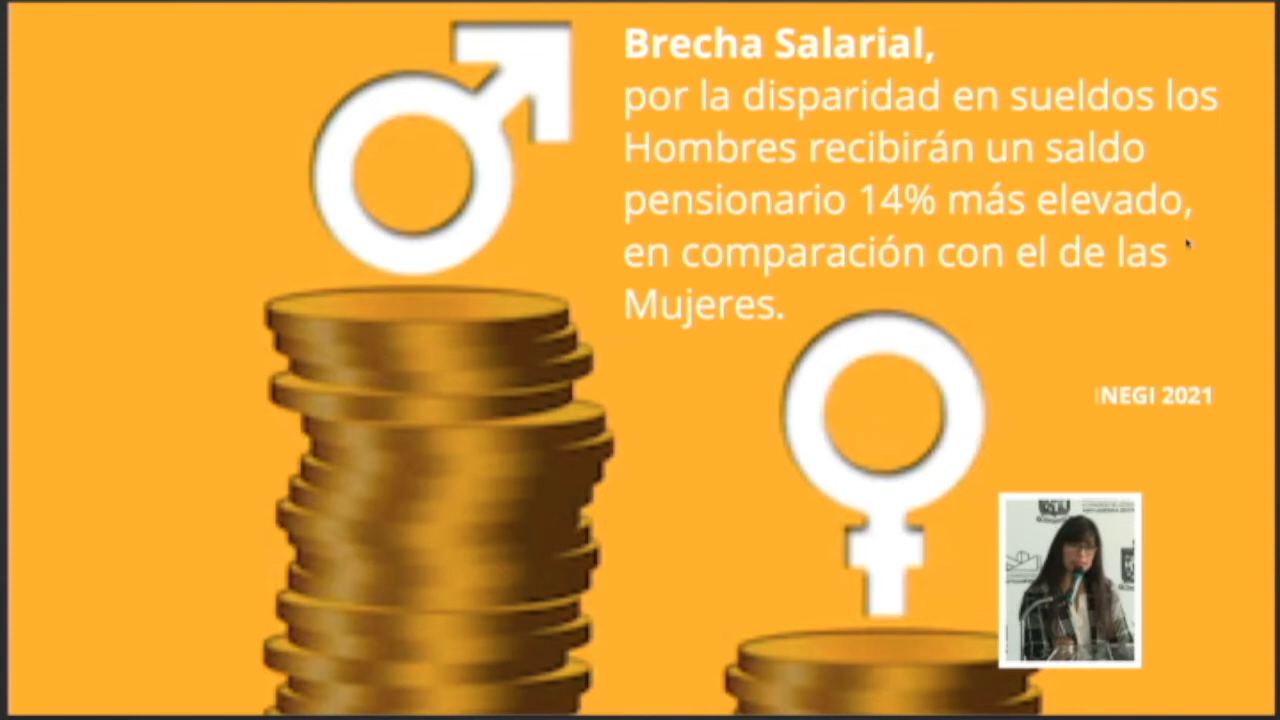 Brecha Salarial,
por la disparidad en sueldos los
Hombres recibirán un saldo
pensionario 14% más elevado,
en comparación con el de las
Mujeres.
INEGI 2021